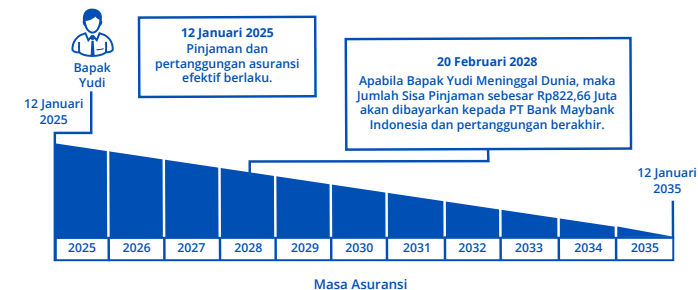 Bapak
Yudi
12 Januari
2025
12 Januari 2025
Pinjaman dan
pertanggungan asuransi
efektif berlaku.
20 Februari 2028
Apabila Bapak Yudi Meninggal Dunia, maka
Jumlah Sisa Pinjaman sebesar Rp822,66 Juta
akan dibayarkan kepada PT Bank Maybank
Indonesia dan pertanggungan berakhir.
12 Januari
2035
2025 2026 2027 2028 2029 2030 2031 2032 2033 2034 2035
Masa Asuransi